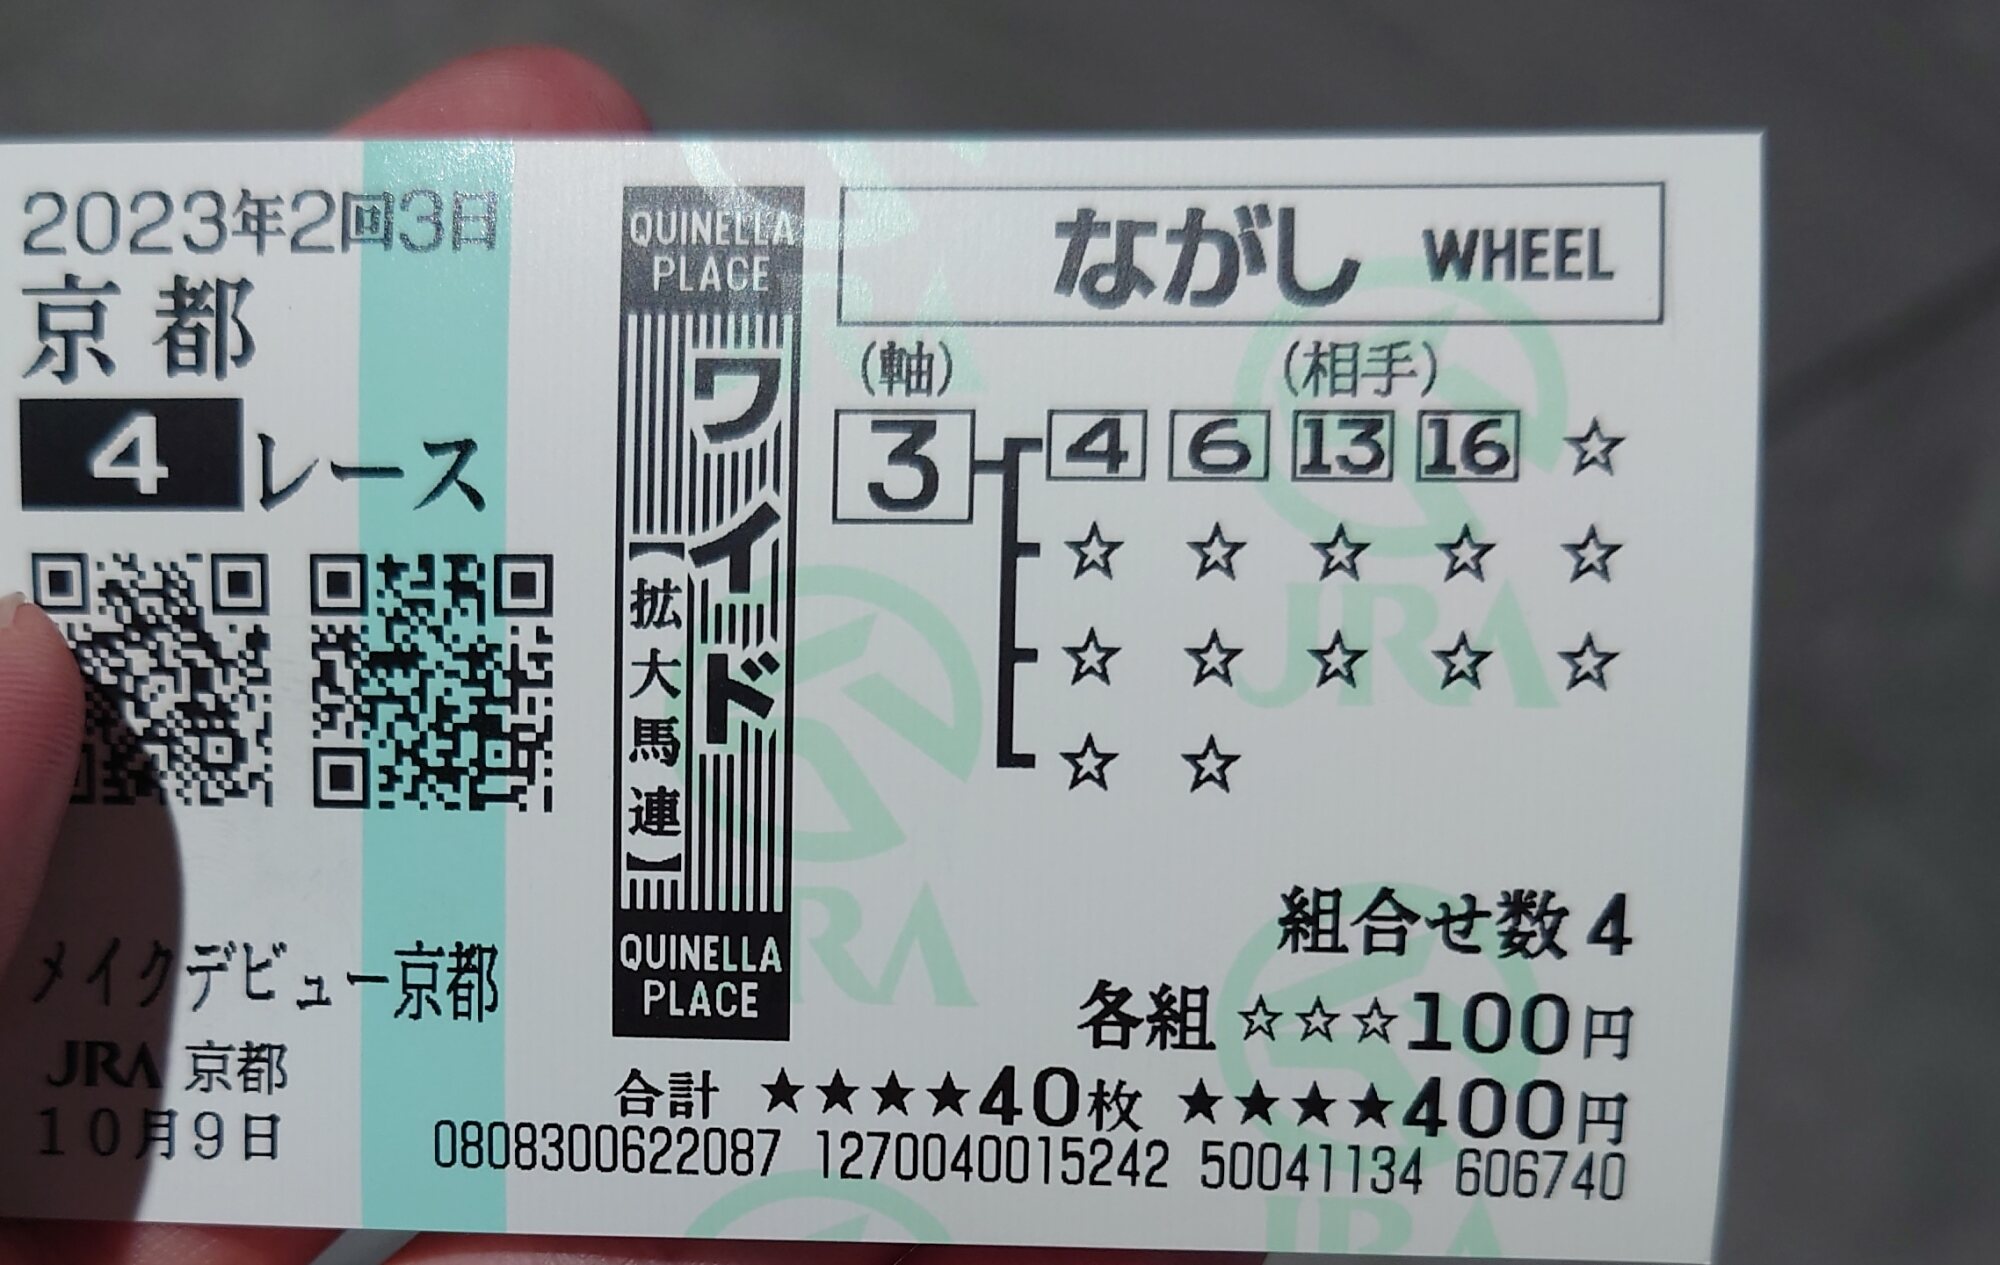 2023年2回3日
京都
4レース
メイクデビュー京都
JRA 京都
10月9日
QUINELLA
PLACE
ワイド
【拡大馬連】
QUINELLA
PLACE
ながし WHEEL
(軸) (相手)
3 4 6 13 16 ☆
☆ ☆ ☆ ☆ ☆
☆ ☆ ☆ ☆ ☆
☆ ☆
組合せ数 4
各組 ☆☆☆100円
合計 ★★★★40枚 ★★★★400円
0808300622087 1270040015242 50041134 606740
JRA
JRA